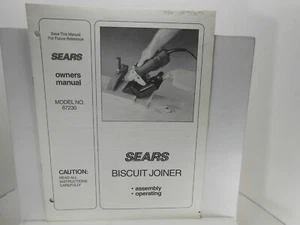 Save This Manual
For Future Reference
SEARS
owners
manual
MODEL NO.
67230
CAUTION:
READ ALL
INSTRUCTIONS
CAREFULLY
SEARS
BISCUIT JOINER
• assembly
• operating